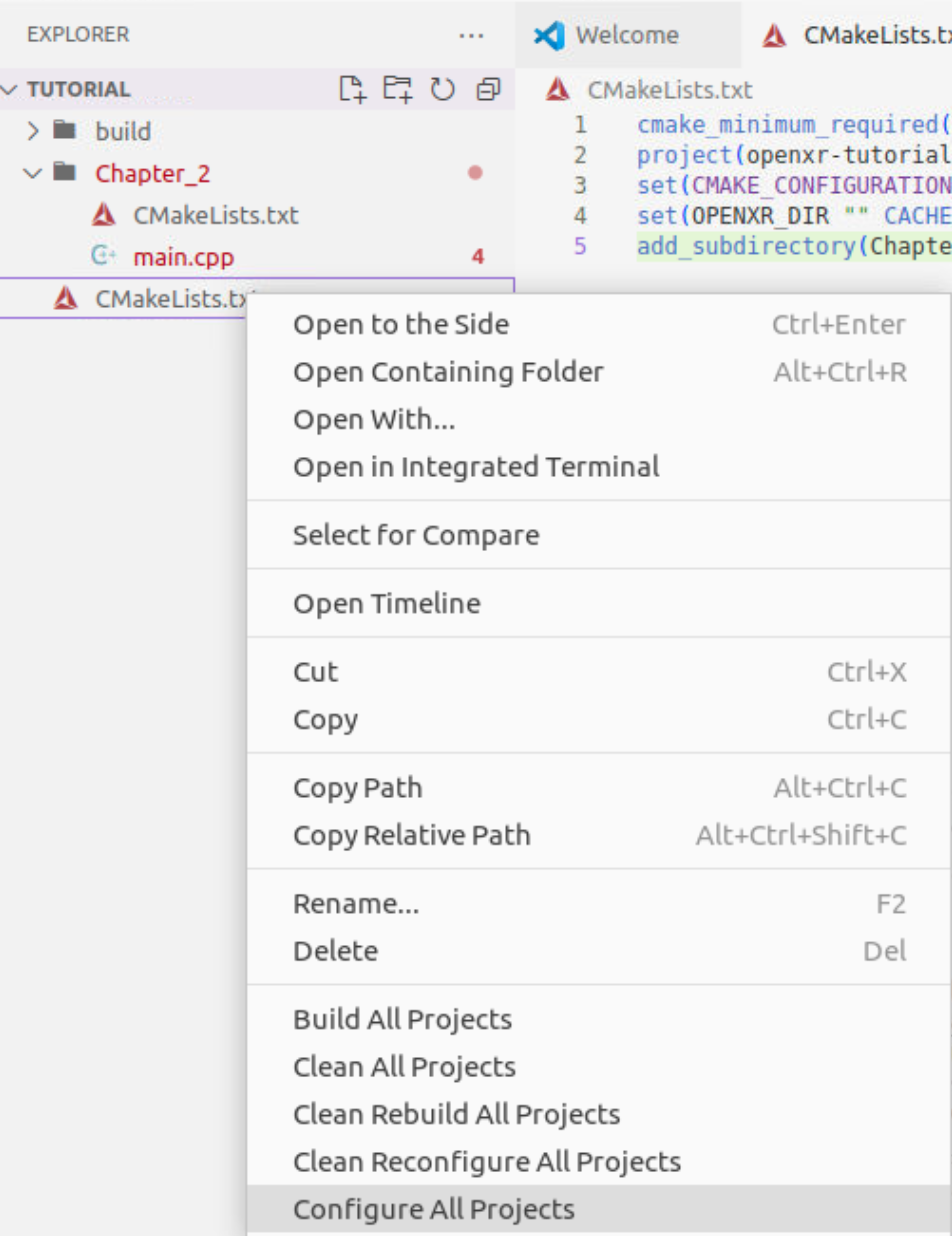 EXPLORER
TUTORIAL
build
Chapter_2
CMakeLists.txt
main.cpp 4
CMakeLists.tx
Welcome
CMakeLists.tx
CMakeLists.txt
1 cmake_minimum_required(
2 project(openxr-tutorial
3 set(CMAKE_CONFIGURATION
4 set(OPENXR_DIR "" CACHE
5 add_subdirectory(Chapte
Open to the Side Ctrl+Enter
Open Containing Folder Alt+Ctrl+R
Open With...
Open in Integrated Terminal
Select for Compare
Open Timeline
Cut Ctrl+X
Copy Ctrl+C
Copy Path Alt+Ctrl+C
Copy Relative Path Alt+Ctrl+Shift+C
Rename... F2
Delete Del
Build All Projects
Clean All Projects
Clean Rebuild All Projects
Clean Reconfigure All Projects
Configure All Projects